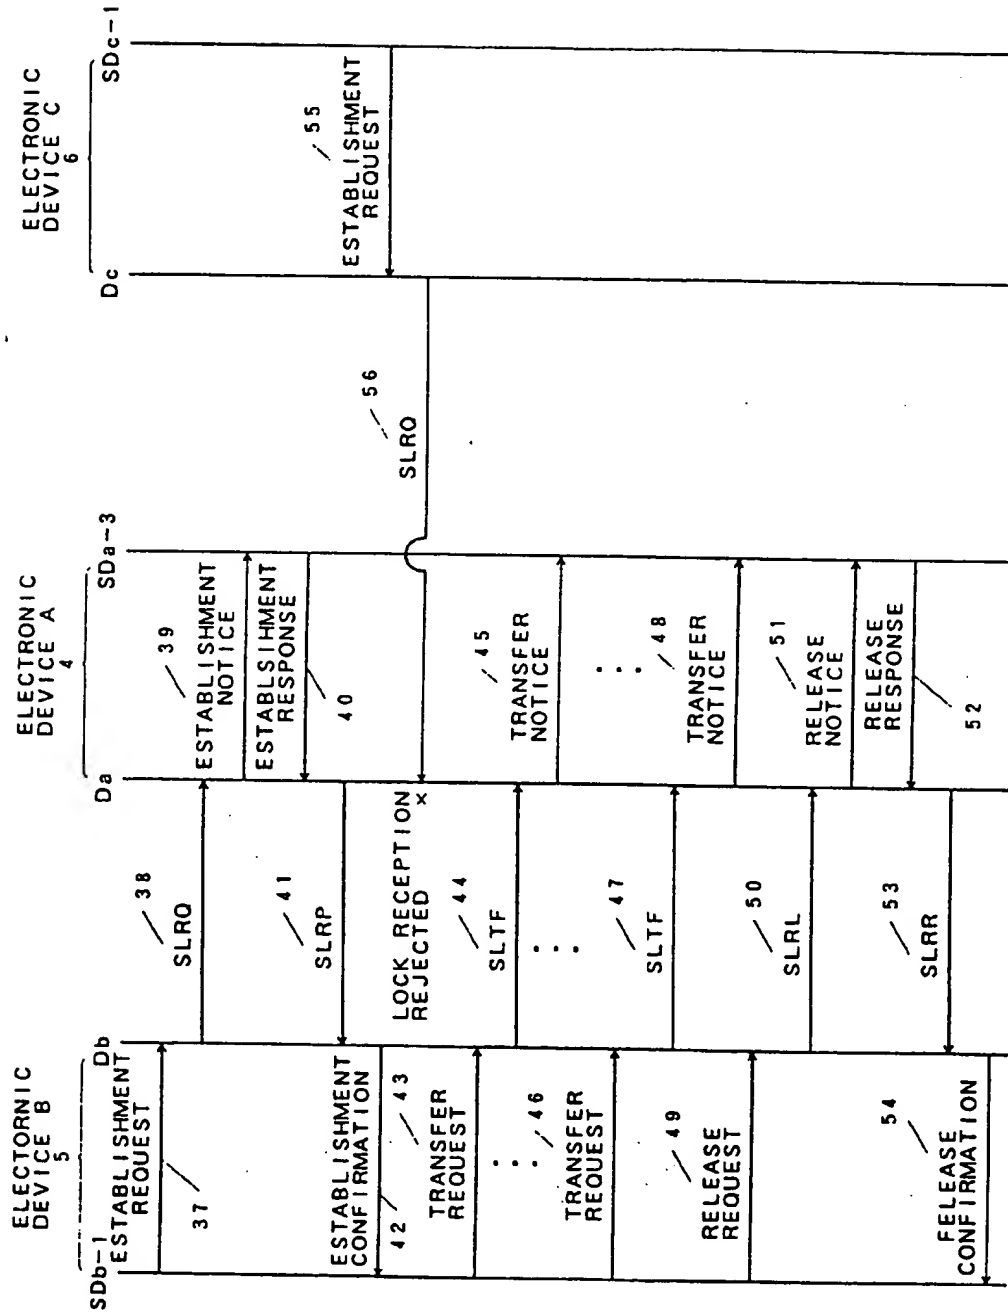 ELECTORNIC
DEVICE B
5
ELECTRONIC
DEVICE A
4
ELECTRONIC
DEVICE C
6
SDb-1
Db
Da
SDa-3
Dc
SDc-1
ESTABLISHMENT
REQUEST
37
38
SLRQ
39
ESTABLISHMENT
NOTICE
ESTABLSIHMENT
RESPONSE
40
41
SLRP
ESTABLISHMENT
CONFIRMATION
42
55
ESTABLISHMENT
REQUEST
56
SLRQ
LOCK RECEPTION
REJECTED
×
43
TRANSFER
REQUEST
44
SLTF
45
TRANSFER
NOTICE
...
...
...
46
TRANSFER
REQUEST
47
SLTF
48
TRANSFER
NOTICE
49
RELEASE
REQUEST
50
SLRL
51
RELEASE
NOTICE
RELEASE
RESPONSE
52
53
SLRR
54
FELEASE
CONFIRMATION